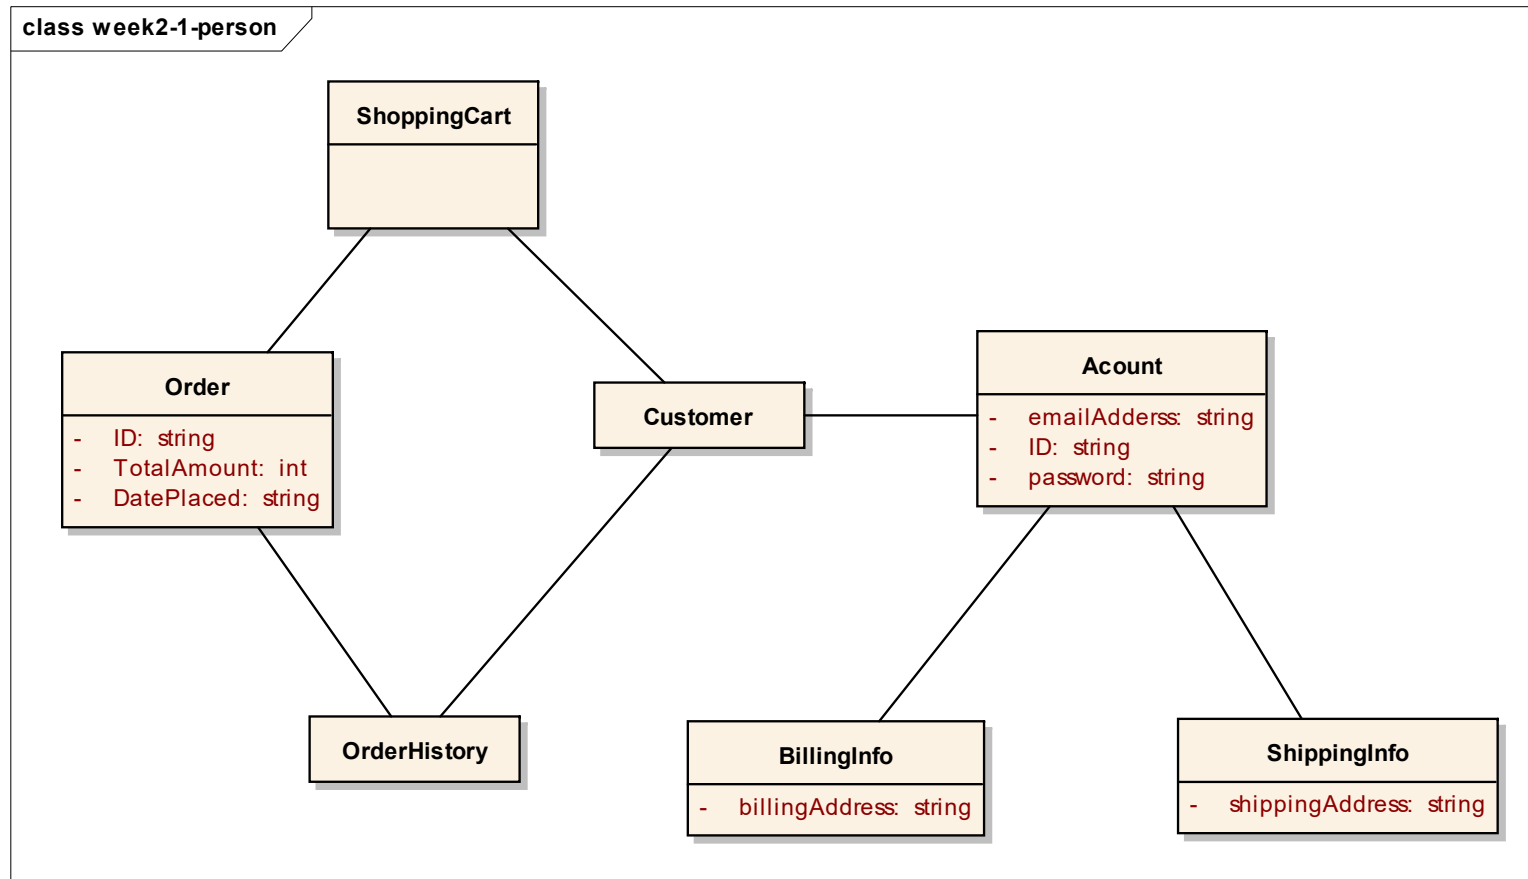 class week2-1-person
ShoppingCart
Order
- ID: string
- TotalAmount: int
- DatePlaced: string
Customer
Acount
- emailAdderss: string
- ID: string
- password: string
OrderHistory
BillingInfo
- billingAddress: string
ShippingInfo
- shippingAddress: string